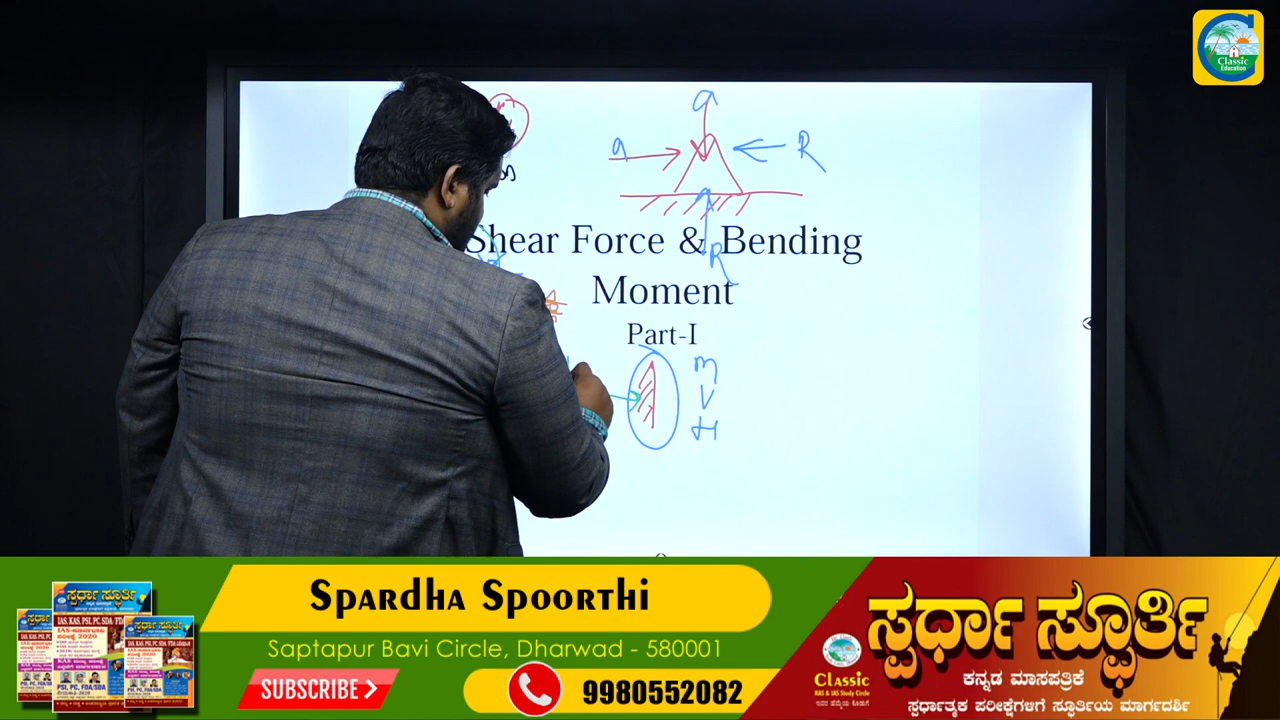 Classic
Education
a
a
R
R
Shear Force & Bending
Moment
Part-I
M
V
H
Spardha Spoorthi
Saptapur Bavi Circle, Dharwad - 580001
SUBSCRIBE
9980552082
ಸ್ಪರ್ಧಾ ಸ್ಫೂರ್ತಿ
ಕನ್ನಡ ಮಾಸಪತ್ರಿಕೆ
ಸ್ಪರ್ಧಾತ್ಮಕ ಪರೀಕ್ಷೆಗಳಿಗೆ ಸ್ಫೂರ್ತಿಯ ಮಾರ್ಗದರ್ಶಿ
Classic
KAS & IAS Study Circle
ಸ್ಪರ್ಧಾ ಸ್ಫೂರ್ತಿ